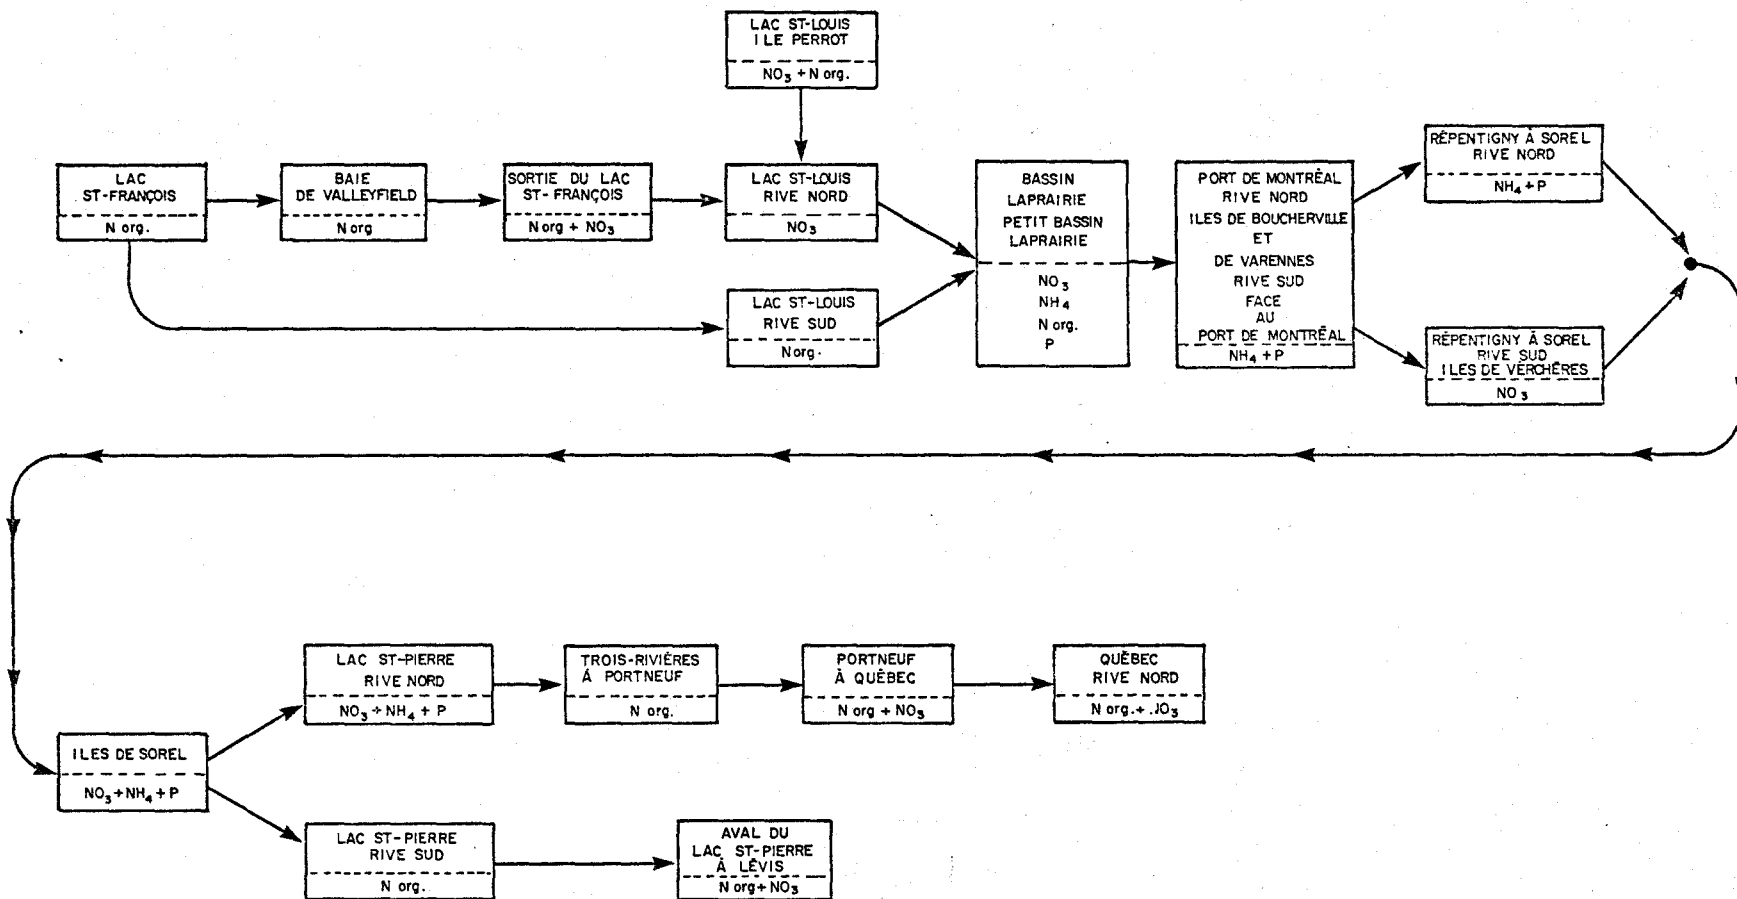 LAC ST-LOUIS
ILE PERROT
NO3 + N org.
LAC
ST-FRANÇOIS
N org.
BAIE
DE VALLEYFIELD
N org
SORTIE DU LAC
ST-FRANÇOIS
N org + NO3
LAC ST-LOUIS
RIVE NORD
NO3
LAC ST-LOUIS
RIVE SUD
N org.
BASSIN
LAPRAIRIE
PETIT BASSIN
LAPRAIRIE
NO3
NH4
N org.
P
PORT DE MONTRÉAL
RIVE NORD
ILES DE BOUCHERVILLE
ET
DE VARENNES
RIVE SUD
FACE
AU
PORT DE MONTRÉAL
NH4 + P
RÉPENTIGNY À SOREL
RIVE NORD
NH4 + P
RÉPENTIGNY À SOREL
RIVE SUD
ILES DE VERCHÈRES
NO3
ILES DE SOREL
NO3 + NH4 + P
LAC ST-PIERRE
RIVE NORD
NO3 + NH4 + P
TROIS-RIVIÈRES
À PORTNEUF
N org.
PORTNEUF
À QUÉBEC
N org + NO3
QUÉBEC
RIVE NORD
N org. +
LAC ST-PIERRE
RIVE SUD
N org.
AVAL DU
LAC ST-PIERRE
À LÉVIS
N org + NO3